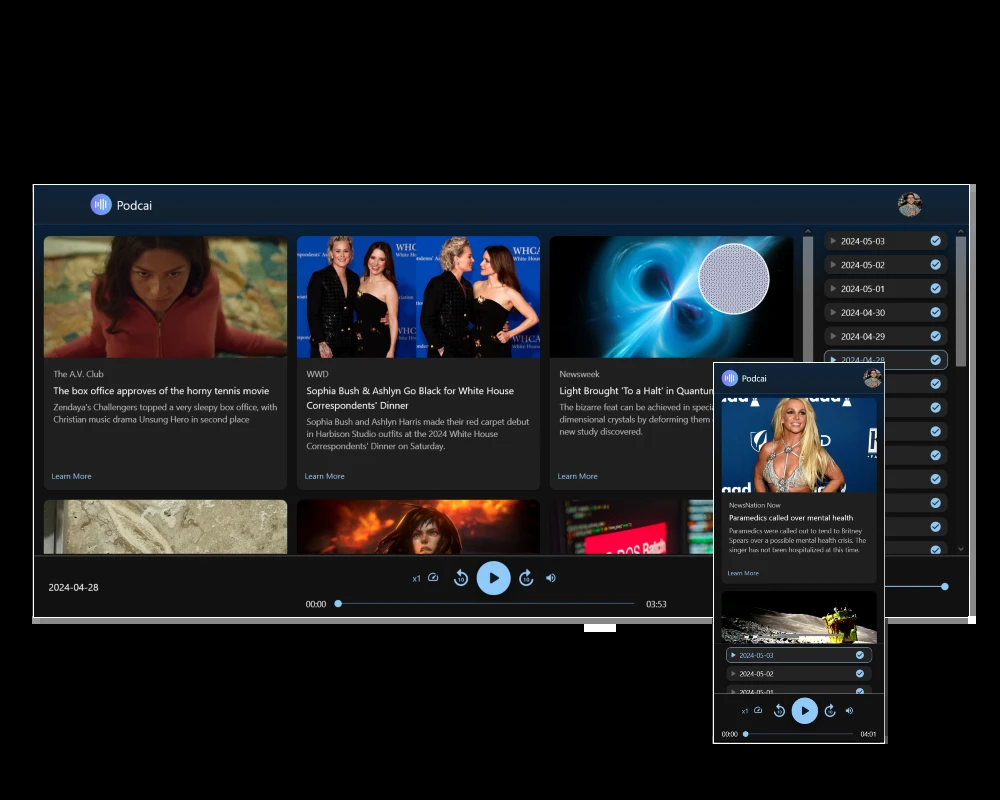 Podcai
WHC
WHCA
White House
The A.V. Club
The box office approves of the horny tennis movie
Zendaya's Challengers topped a very sleepy box office, with
Christian music drama Unsung Hero in second place
Learn More
WWD
Sophia Bush & Ashlyn Go Black for White House
Correspondents' Dinner
Sophia Bush and Ashlyn Harris made their red carpet debut
in Harbison Studio outfits at the 2024 White House
Correspondents' Dinner on Saturday.
Learn More
Newsweek
Light Brought 'To a Halt' in Quantum
The bizarre feat can be achieved in
dimensional crystals by deforming them
new study discovered.
Learn More
Batch
2024-05-03
2024-05-02
2024-05-01
2024-04-30
2024-04-29
2024-04-28
2024-04-28
x1
10
10
00:00
03:53
Podcai
NewsNation Now
Paramedics called over mental health
Paramedics were called out to tend to Britney
Spears over a possible mental health crisis. The
singer has not been hospitalized at this time.
Learn More
2024-05-03
2024-05-02
2024-05-01
x1
00:00
04:01